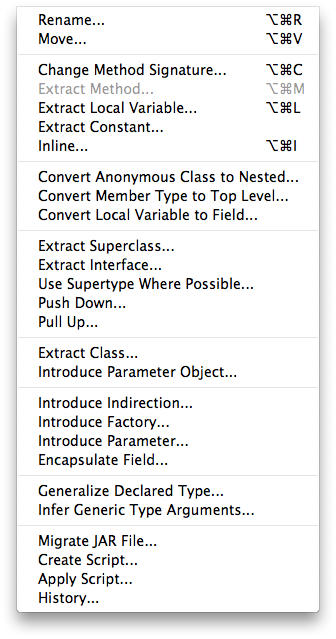 Rename... ⌥⌘R
Move... ⌥⌘V
Change Method Signature... ⌥⌘C
Extract Method... ⌥⌘M
Extract Local Variable... ⌥⌘L
Extract Constant...
Inline... ⌥⌘I
Convert Anonymous Class to Nested...
Convert Member Type to Top Level...
Convert Local Variable to Field...
Extract Superclass...
Extract Interface...
Use Supertype Where Possible...
Push Down...
Pull Up...
Extract Class...
Introduce Parameter Object...
Introduce Indirection...
Introduce Factory...
Introduce Parameter...
Encapsulate Field...
Generalize Declared Type...
Infer Generic Type Arguments...
Migrate JAR File...
Create Script...
Apply Script...
History...